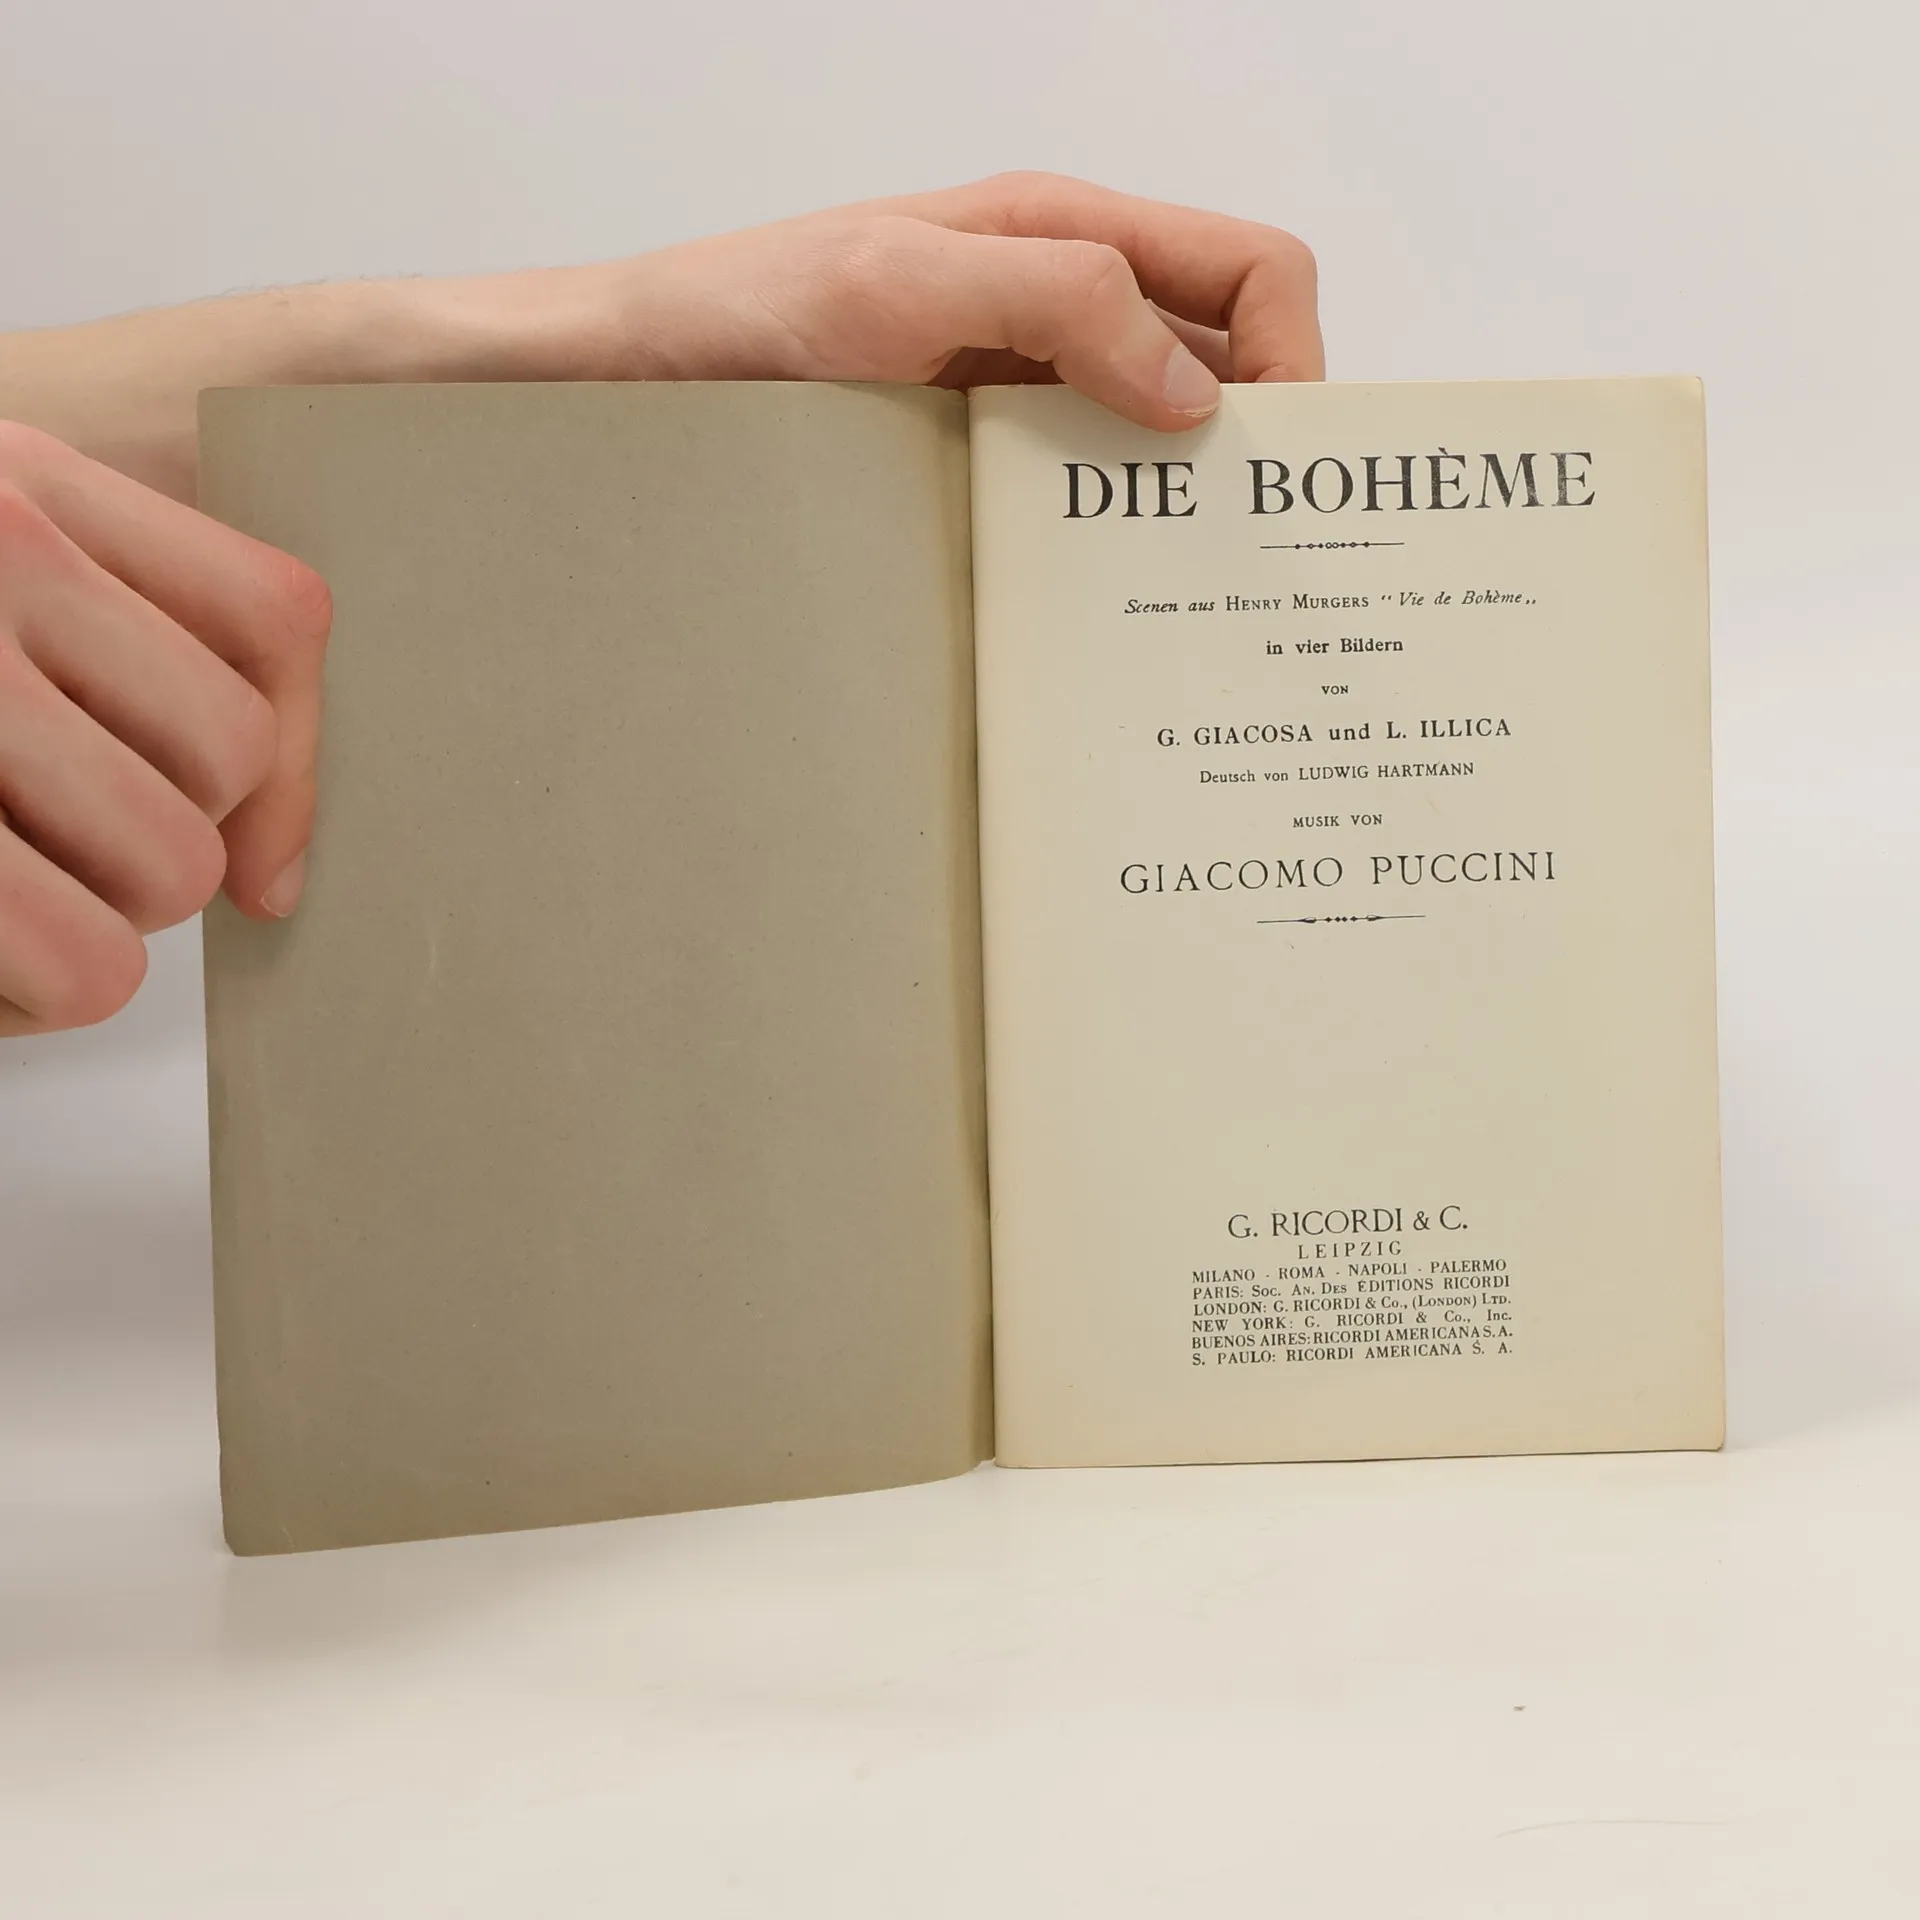 DIE BOHÈME
Scenen aus HENRY MURGERS “ Vie de Bohème „
in vier Bildern
VON
G. GIACOSA und L. ILLICA
Deutsch von LUDWIG HARTMANN
MUSIK VON
GIACOMO PUCCINI
G. RICORDI & C.
LEIPZIG
MILANO - ROMA - NAPOLI - PALERMO
PARIS: Soc. An. Des ÉDITIONS RICORDI
LONDON: G. RICORDI & Co., (London) Ltd.
NEW YORK: G. RICORDI & Co., Inc.
BUENOS AIRES: RICORDI AMERICANA S. A.
S. PAULO: RICORDI AMERICANA S. A.